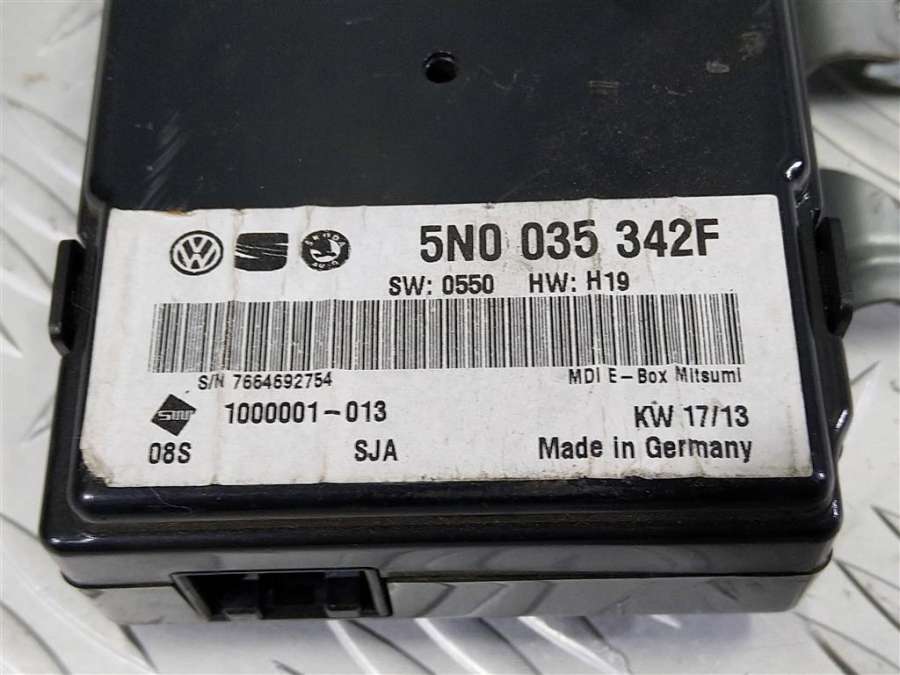 5N0 035 342F
SW: 0550 HW: H19
S/N 7664692754 MDI E-Box Mitsumi
1000001-013 KW 17/13
08S SJA Made in Germany